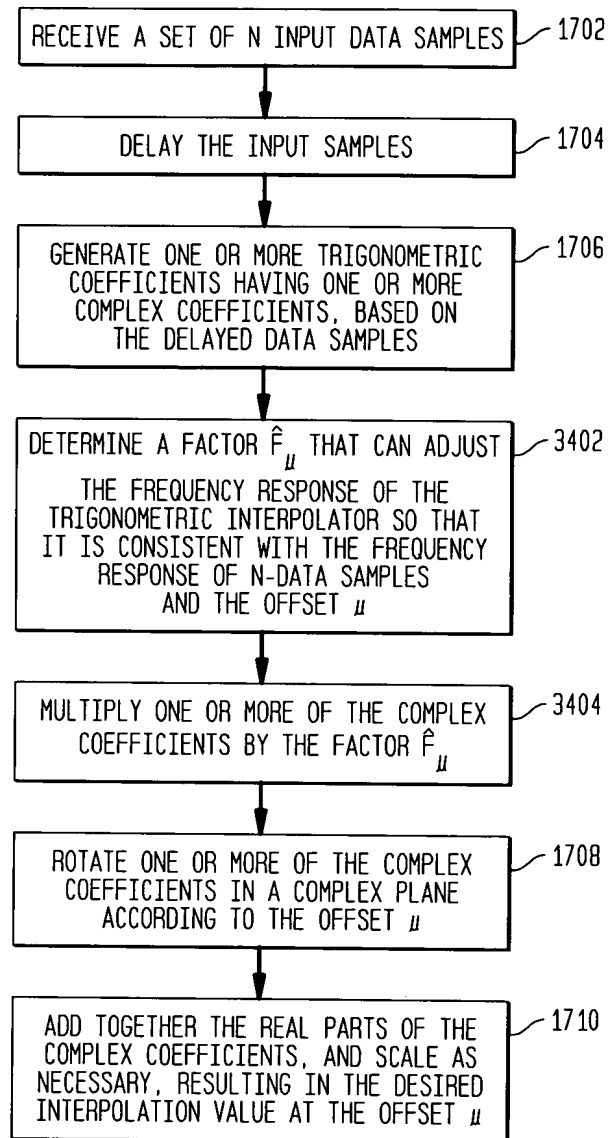 RECEIVE A SET OF N INPUT DATA SAMPLES
1702
DELAY THE INPUT SAMPLES
1704
GENERATE ONE OR MORE TRIGONOMETRIC
COEFFICIENTS HAVING ONE OR MORE
COMPLEX COEFFICIENTS, BASED ON
THE DELAYED DATA SAMPLES
1706
DETERMINE A FACTOR F̂μ THAT CAN ADJUST
THE FREQUENCY RESPONSE OF THE
TRIGONOMETRIC INTERPOLATOR SO THAT
IT IS CONSISTENT WITH THE FREQUENCY
RESPONSE OF N-DATA SAMPLES
AND THE OFFSET μ
3402
MULTIPLY ONE OR MORE OF THE COMPLEX
COEFFICIENTS BY THE FACTOR F̂μ
3404
ROTATE ONE OR MORE OF THE COMPLEX
COEFFICIENTS IN A COMPLEX PLANE
ACCORDING TO THE OFFSET μ
1708
ADD TOGETHER THE REAL PARTS OF THE
COMPLEX COEFFICIENTS, AND SCALE AS
NECESSARY, RESULTING IN THE DESIRED
INTERPOLATION VALUE AT THE OFFSET μ
1710